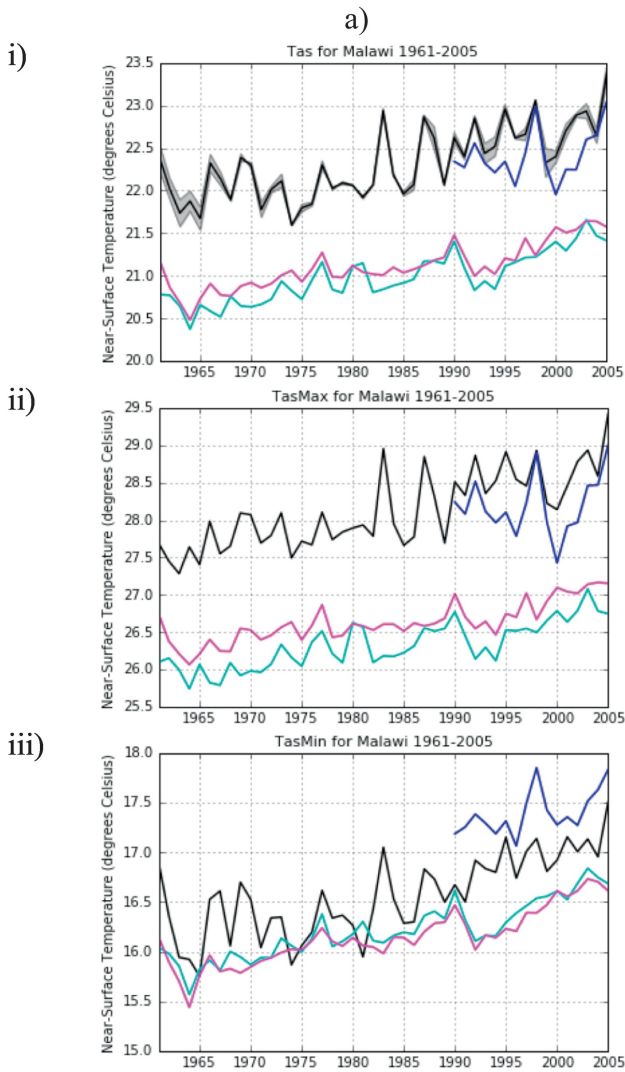 a)
i)
Tas for Malawi 1961-2005
Near-Surface Temperature (degrees Celsius)
23.5
23.0
22.5
22.0
21.5
21.0
20.5
20.0
1965 1970 1975 1980 1985 1990 1995 2000 2005
ii)
TasMax for Malawi 1961-2005
Near-Surface Temperature (degrees Celsius)
29.5
29.0
28.5
28.0
27.5
27.0
26.5
26.0
25.5
1965 1970 1975 1980 1985 1990 1995 2000 2005
iii)
TasMin for Malawi 1961-2005
Near-Surface Temperature (degrees Celsius)
18.0
17.5
17.0
16.5
16.0
15.5
15.0
1965 1970 1975 1980 1985 1990 1995 2000 2005